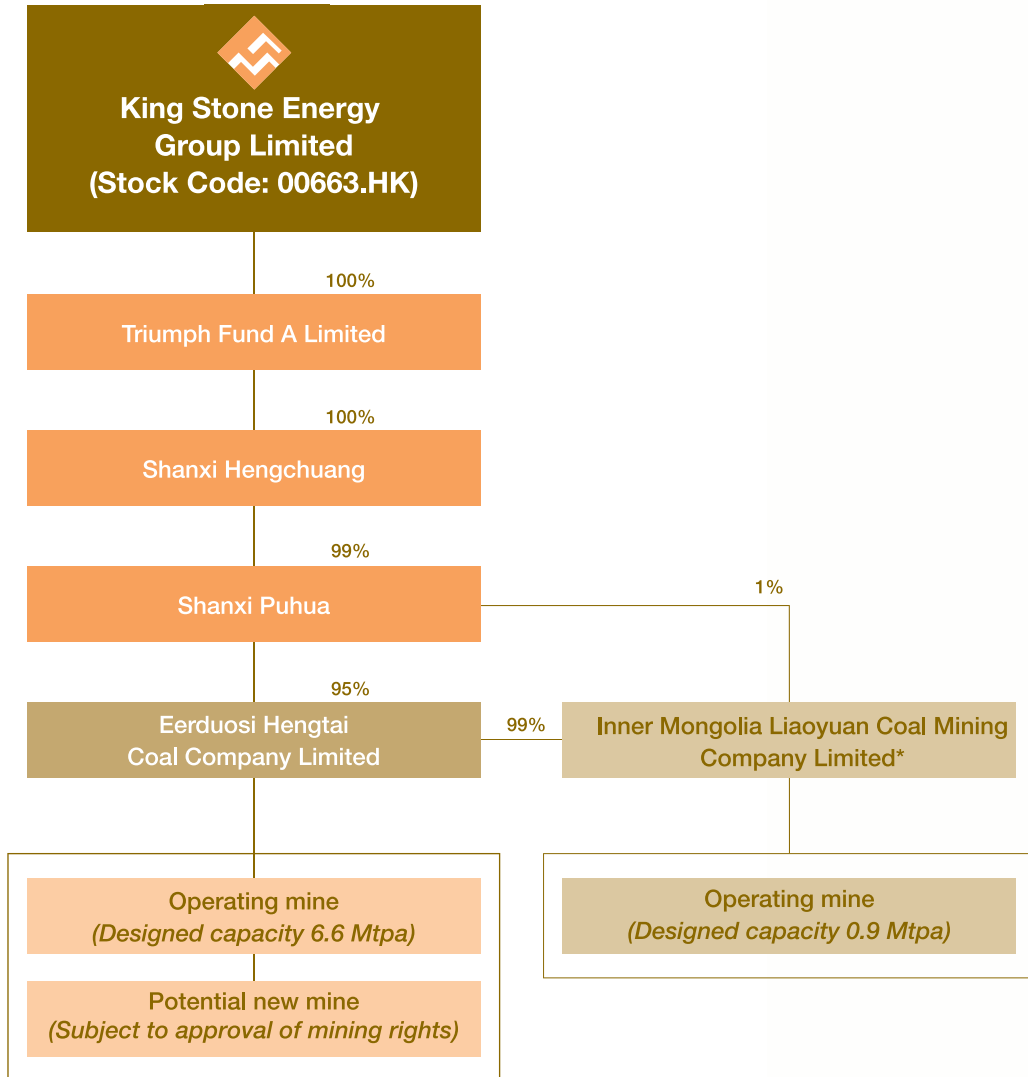 King Stone Energy
Group Limited
(Stock Code: 00663.HK)
100%
Triumph Fund A Limited
100%
Shanxi Hengchuang
99%
Shanxi Puhua
1%
95%
Eerduosi Hengtai
Coal Company Limited
99%
Inner Mongolia Liaoyuan Coal Mining
Company Limited*
Operating mine
(Designed capacity 6.6 Mtpa)
Potential new mine
(Subject to approval of mining rights)
Operating mine
(Designed capacity 0.9 Mtpa)